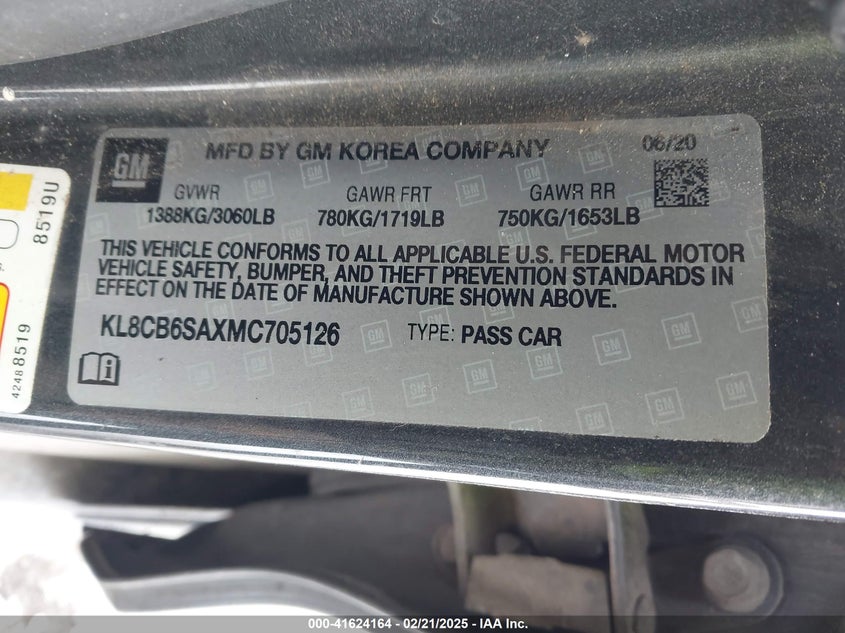 GM
MFD BY GM KOREA COMPANY
06/20
GVWR
GAWR FRT
GAWR RR
1388KG/3060LB
780KG/1719LB
750KG/1653LB
THIS VEHICLE CONFORMS TO ALL APPLICABLE U.S. FEDERAL MOTOR
VEHICLE SAFETY, BUMPER, AND THEFT PREVENTION STANDARDS IN
EFFECT ON THE DATE OF MANUFACTURE SHOWN ABOVE.
KL8CB6SAXMC705126
TYPE: PASS CAR
8519U
42488519
000-41624164 - 02/21/2025 - IAA Inc.